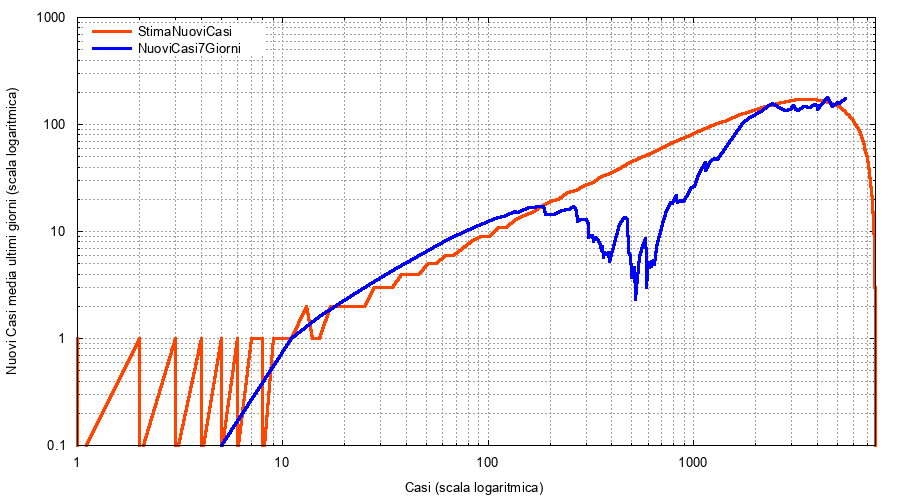 1000
StimaNuoviCasi
NuoviCasi7Giorni
100
10
1
0.1
1
10
100
1000
Nuovi Casi media ultimi giorni (scala logaritmica)
Casi (scala logaritmica)